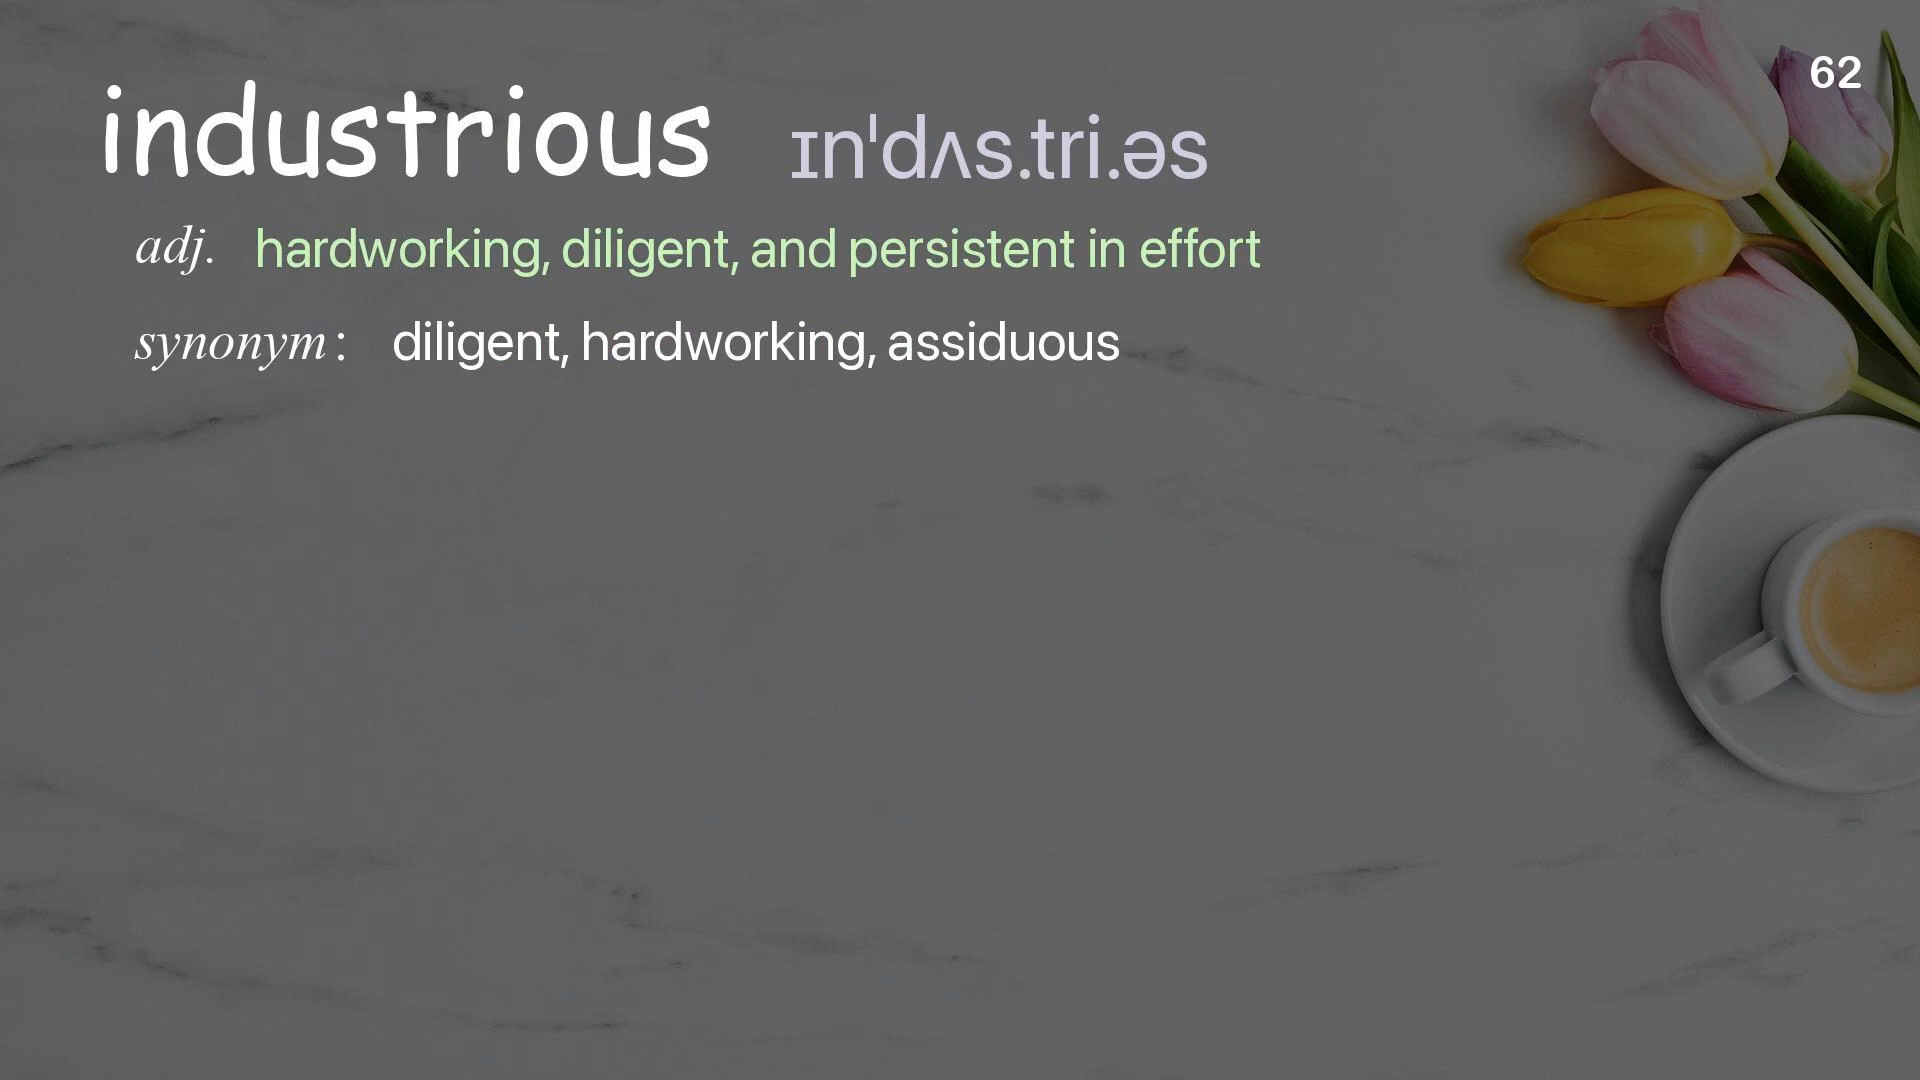 62
industrious ɪnˈdʌs.tri.əs
adj. hardworking, diligent, and persistent in effort
synonym : diligent, hardworking, assiduous